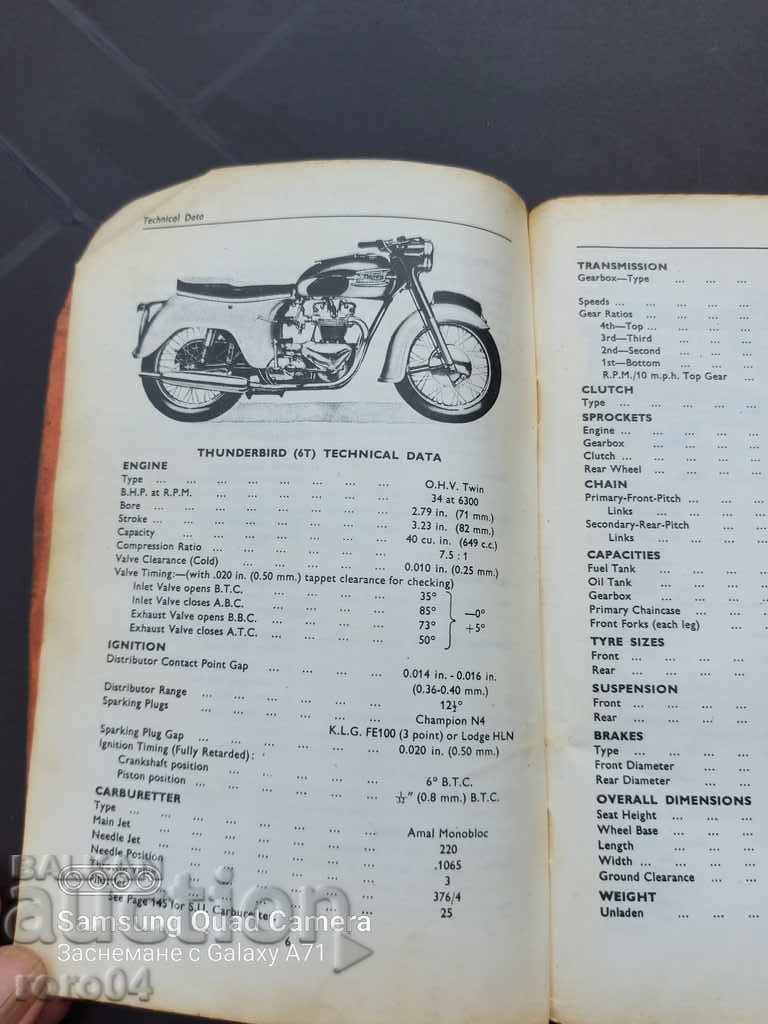 Technical Data
THUNDERBIRD (6T) TECHNICAL DATA
ENGINE
Type ... ... ... ... ... ... ... ... O.H.V. Twin
B.H.P. at R.P.M. ... ... ... ... ... ... 34 at 6300
Bore ... ... ... ... ... ... ... ... 2.79 in. (71 mm.)
Stroke ... ... ... ... ... ... ... ... 3.23 in. (82 mm.)
Capacity ... ... ... ... ... ... ... 40 cu. in. (649 c.c.)
Compression Ratio ... ... ... ... ... ... 7.5 : 1
Valve Clearance (Cold) ... ... ... ... ... 0.010 in. (0.25 mm.)
Valve Timing:—(with .020 in. (0.50 mm.) tappet clearance for checking)
Inlet Valve opens B.T.C. ... ... ... ... 35°
Inlet Valve closes A.B.C. ... ... ... ... 85° —0°
Exhaust Valve opens B.B.C. ... ... ... 73° +5°
Exhaust Valve closes A.T.C. ... ... ... 50°
IGNITION
Distributor Contact Point Gap ... ... ... ... 0.014 in. - 0.016 in.
(0.36-0.40 mm.)
Distributor Range ... ... ... ... ... ... 12½°
Sparking Plugs ... ... ... ... ... ... Champion N4
K.L.G. FE100 (3 point) or Lodge HLN
Sparking Plug Gap ... ... ... ... ... ... 0.020 in. (0.50 mm.)
Ignition Timing (Fully Retarded):
Crankshaft position ... ... ... ... ... 6° B.T.C.
Piston position ... ... ... ... ... ... 1/32" (0.8 mm.) B.T.C.
CARBURETTER
Type ... ... ... ... ... ... ... Amal Monobloc
Main Jet ... ... ... ... ... ... ... 220
Needle Jet ... ... ... ... ... ... ... .1065
Needle Position ... ... ... ... ... ... 3
376/4
25
See Page 145 for S.U. Carburetter
6
TRANSMISSION
Gearbox—Type ... ... ...
Speeds ... ... ... ... ...
Gear Ratios ... ... ... ...
4th—Top ... ... ... ...
3rd—Third ... ... ...
2nd—Second ... ... ...
1st—Bottom ... ... ...
R.P.M./10 m.p.h. Top Gear ...
CLUTCH
Type ... ... ... ... ...
SPROCKETS
Engine ... ... ... ... ...
Gearbox ... ... ... ...
Clutch ... ... ... ... ...
Rear Wheel ... ... ... ...
CHAIN
Primary-Front-Pitch ... ... ...
Links ... ... ... ...
Secondary-Rear-Pitch ... ...
Links ... ... ... ...
CAPACITIES
Fuel Tank ... ... ... ...
Oil Tank ... ... ... ...
Gearbox ... ... ... ...
Primary Chaincase ... ... ...
Front Forks (each leg) ... ...
TYRE SIZES
Front ... ... ... ... ...
Rear ... ... ... ... ...
SUSPENSION
Front ... ... ... ... ...
Rear ... ... ... ... ...
BRAKES
Type ... ... ... ... ...
Front Diameter ... ...
Rear Diameter ... ...
OVERALL DIMENSIONS
Seat Height ... ... ...
Wheel Base ... ... ...
Length ... ... ...
Width ... ... ... ...
Ground Clearance ... ...
WEIGHT
Unladen ... ... ...
BALKAN
auction
Samsung Quad Camera
Заснемане с Galaxy A71
roro04